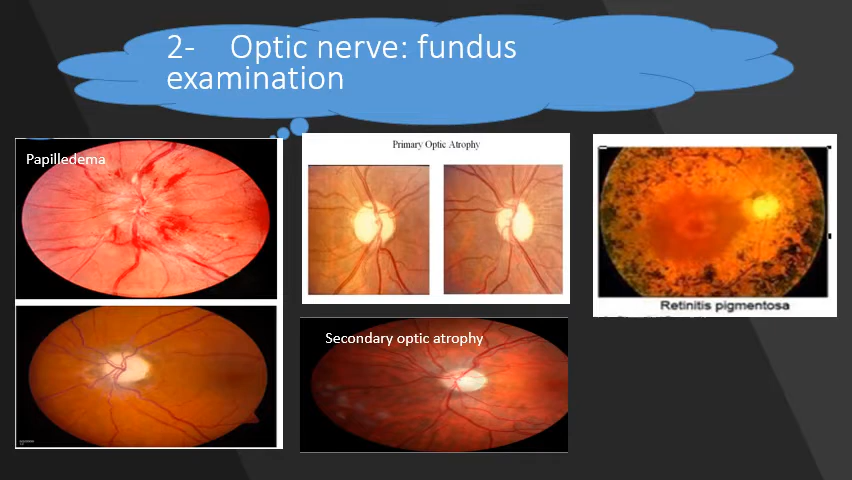 2- Optic nerve: fundus
examination
Papilledema
Primary Optic Atrophy
Retinitis pigmentosa
Secondary optic atrophy